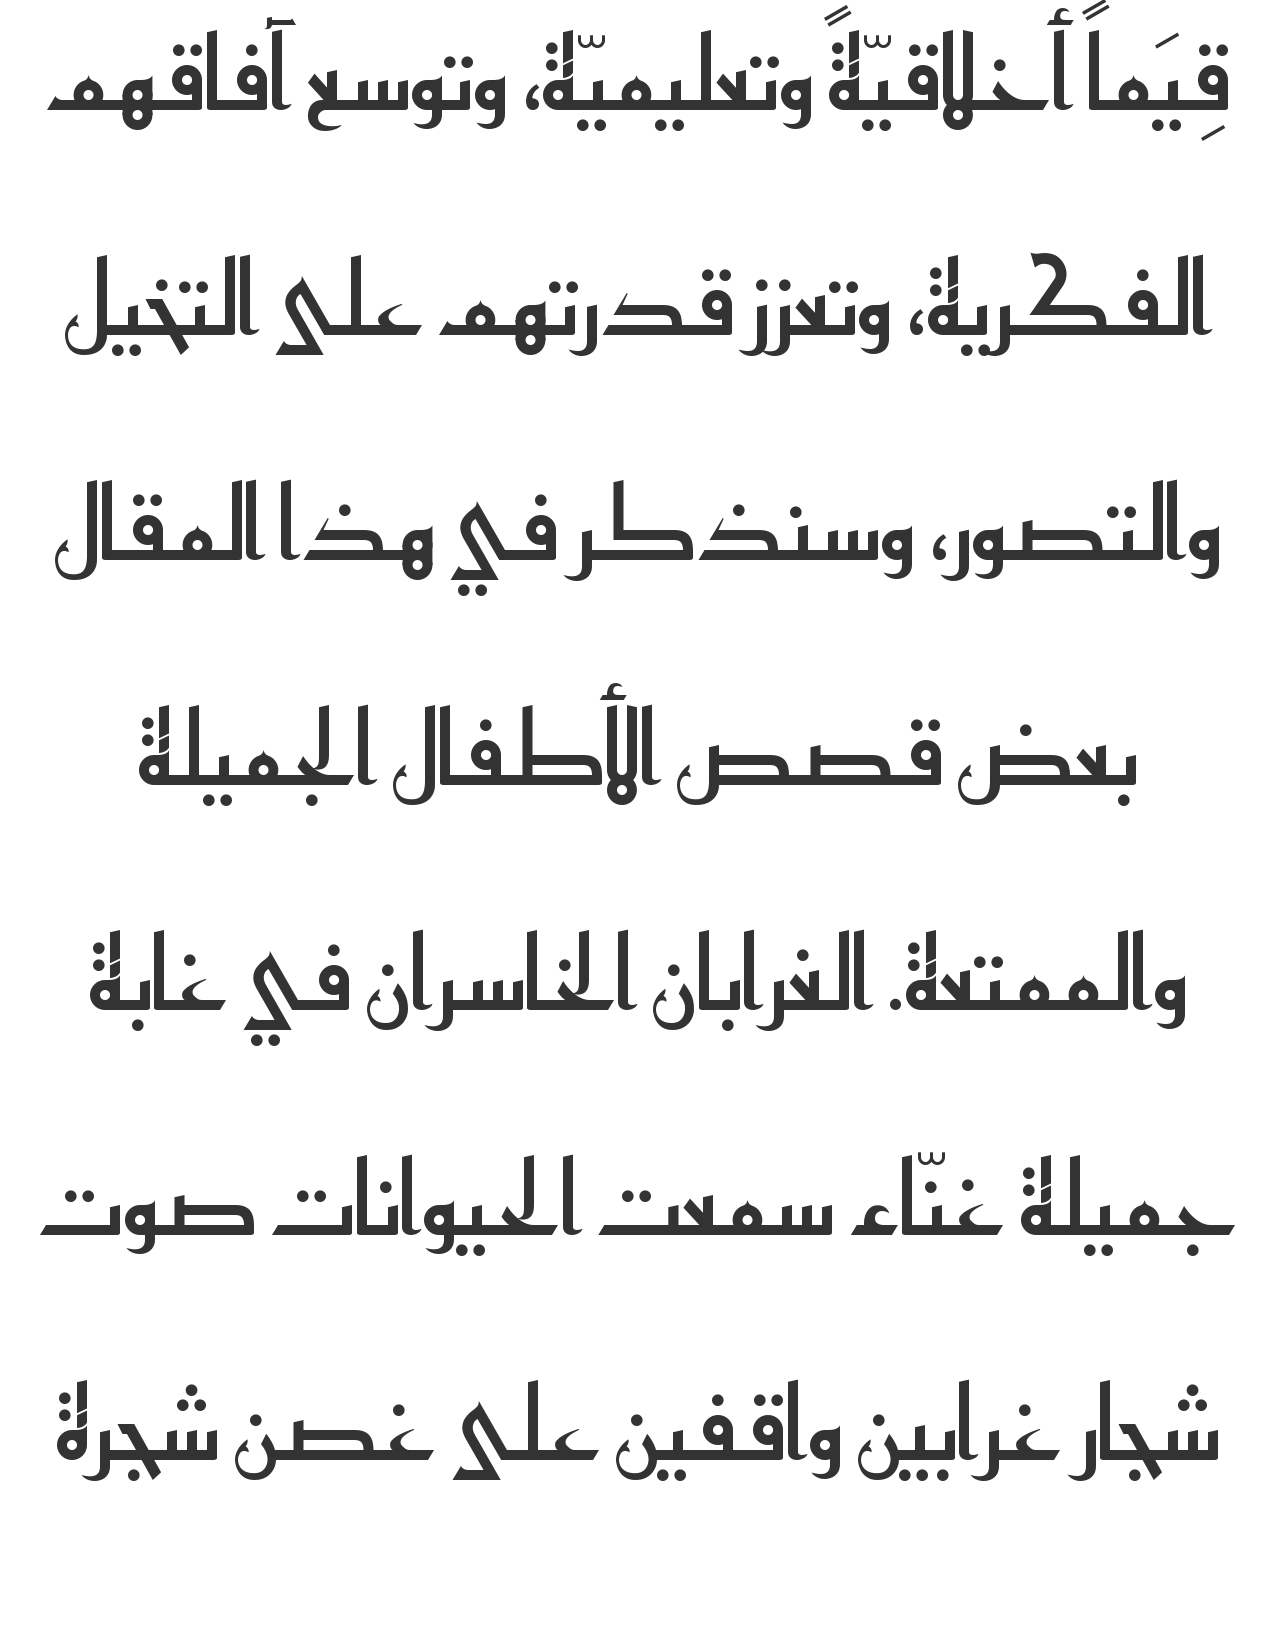 قِيَماً أخلاقيّةً وتعليميّة، وتوسع آفاقهم
الفكرية، وتعزز قدرتهم على التخيل
والتصور، وسنذكر في هذا المقال
بعض قصص الأطفال الجميلة
والممتعة. الغرابان الخاسران في غابة
جميلة غنّاء سمعت الحيوانات صوت
شجار غرابين واقفين على غصن شجرة